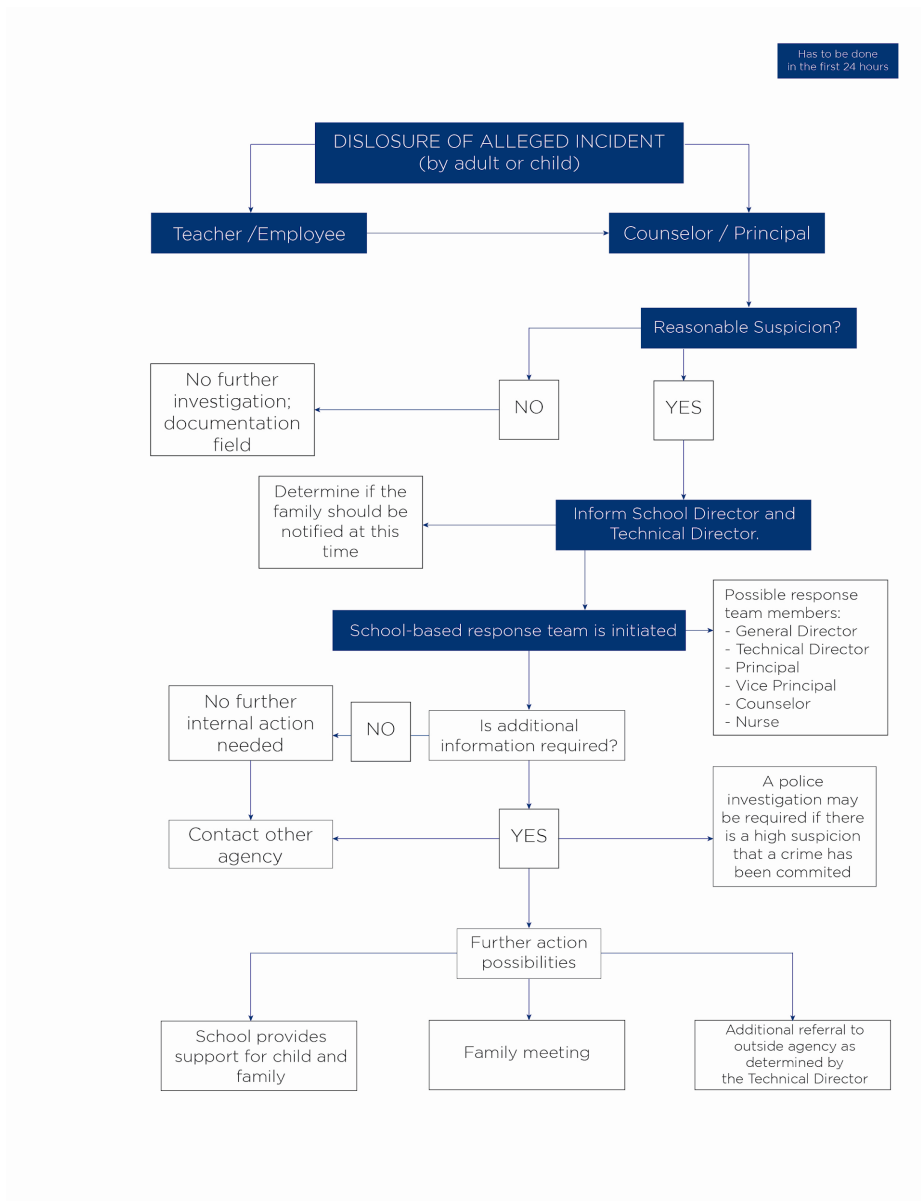 Has to be done
in the first 24 hours
DISLOSURE OF ALLEGED INCIDENT
(by adult or child)
Teacher /Employee
Counselor / Principal
Reasonable Suspicion?
No further
investigation;
documentation
field
NO
YES
Determine if the
family should be
notified at this
time
Inform School Director and
Technical Director.
School-based response team is initiated
Possible response
team members:
- General Director
- Technical Director
- Principal
- Vice Principal
- Counselor
- Nurse
No further
internal action
needed
NO
Is additional
information required?
Contact other
agency
YES
A police
investigation may
be required if there
is a high suspicion
that a crime has
been commited
Further action
possibilities
School provides
support for child and
family
Family meeting
Additional referral to
outside agency as
determined by
the Technical Director